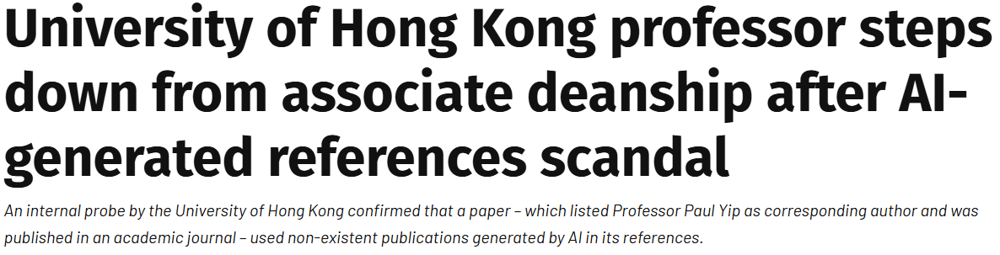 University of Hong Kong professor steps
down from associate deanship after AI-
generated references scandal
An internal probe by the University of Hong Kong confirmed that a paper – which listed Professor Paul Yip as corresponding author and was
published in an academic journal – used non-existent publications generated by AI in its references.